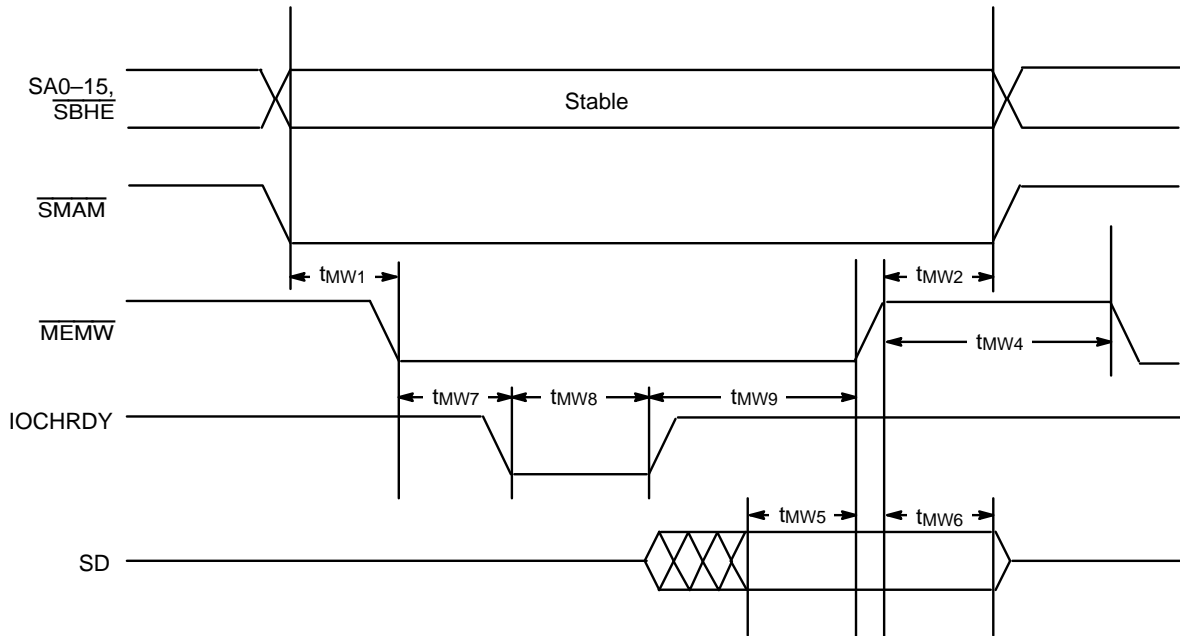 SA0–15,
SBHE
Stable
SMAM
tMW1
tMW2
MEMW
tMW4
tMW7
tMW8
tMW9
IOCHRDY
tMW5
tMW6
SD